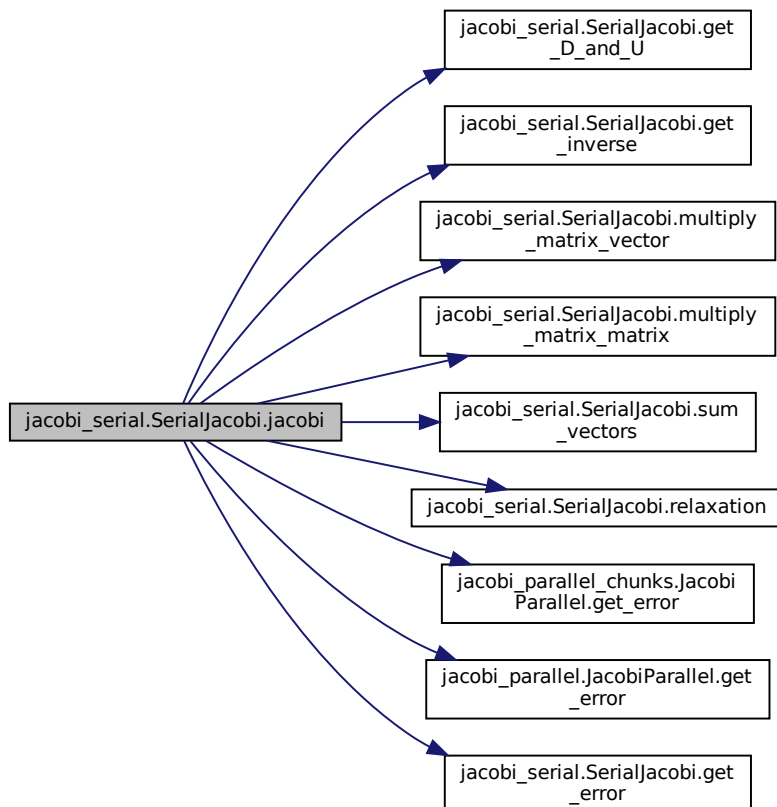 jacobi_serial.SerialJacobi.get
_D_and_U
jacobi_serial.SerialJacobi.get
_inverse
jacobi_serial.SerialJacobi.multiply
_matrix_vector
jacobi_serial.SerialJacobi.multiply
_matrix_matrix
jacobi_serial.SerialJacobi.jacobi
jacobi_serial.SerialJacobi.sum
_vectors
jacobi_serial.SerialJacobi.relaxation
jacobi_parallel_chunks.Jacobi
Parallel.get_error
jacobi_parallel.JacobiParallel.get
_error
jacobi_serial.SerialJacobi.get
_error